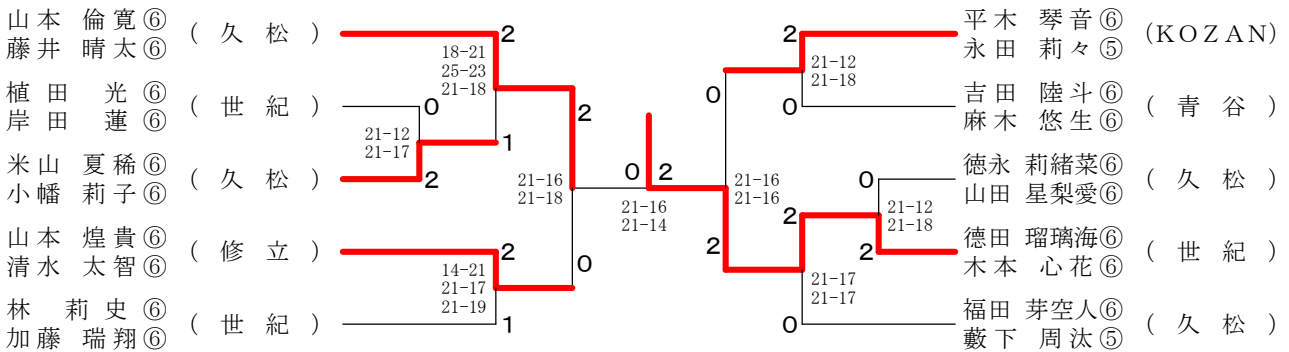 山本 倫寛⑥
藤井 晴太⑥
(久松)
植田 光⑥
岸田 蓮⑥
(世紀)
米山 夏稀⑥
小幡 莉子⑥
(久松)
山本 煌貴⑥
清水 太智⑥
(修立)
林 莉史⑥
加藤 瑞翔⑥
(世紀)
2
18-21
25-23
21-18
0
1
21-12
21-17
2
2
21-16
21-18
2
14-21
21-17
21-19
0
1
0
2
21-16
21-14
2
21-12
21-18
0
0
21-16
21-16
0
2
21-12
21-18
2
2
21-17
21-17
0
平木 琴音⑥
永田 莉々⑤
(KOZAN)
吉田 陸斗⑥
麻木 悠生⑥
(青谷)
徳永 莉緒菜⑥
山田 星梨愛⑥
(久松)
德田 瑠璃海⑥
木本 心花⑥
(世紀)
福田 芽空人⑥
藪下 周汰⑤
(久松)